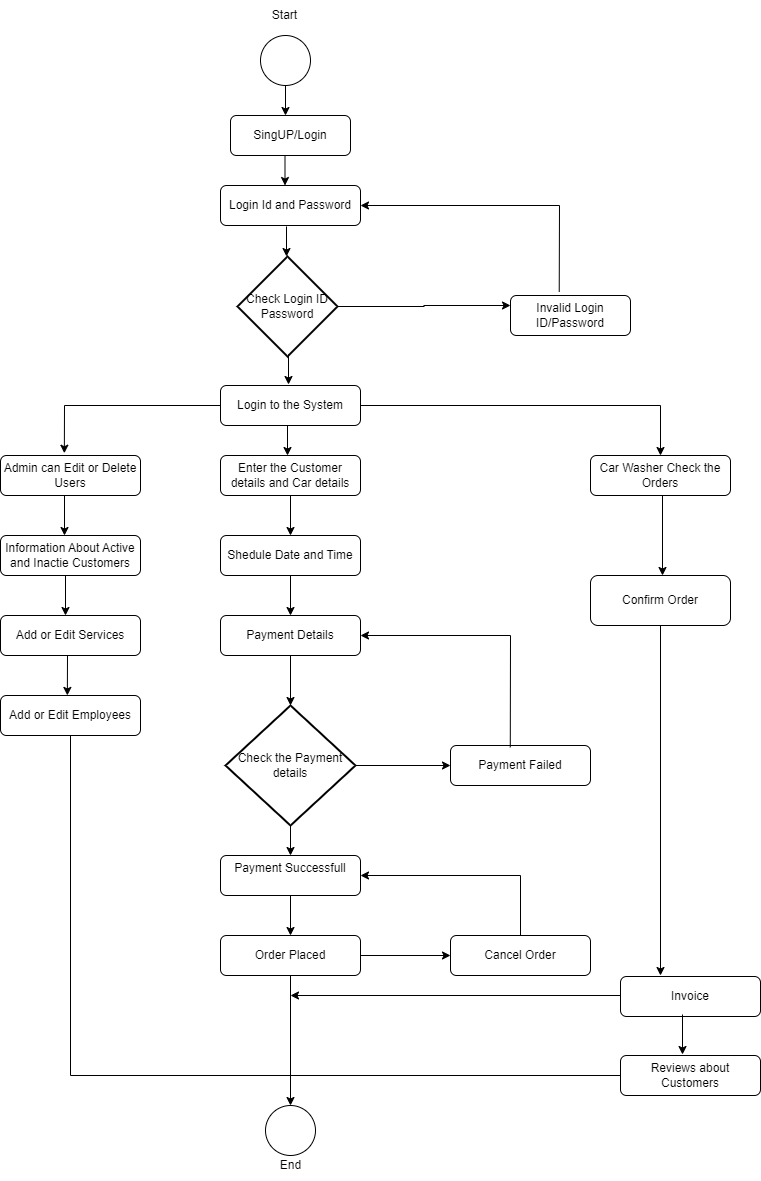 Start
SingUP/Login
Login Id and Password
Check Login ID
Password
Invalid Login
ID/Password
Login to the System
Admin can Edit or Delete
Users
Enter the Customer
details and Car details
Car Washer Check the
Orders
Information About Active
and Inactie Customers
Shedule Date and Time
Confirm Order
Add or Edit Services
Payment Details
Add or Edit Employees
Check the Payment
details
Payment Failed
Payment Successfull
Order Placed
Cancel Order
Invoice
Reviews about
Customers
End